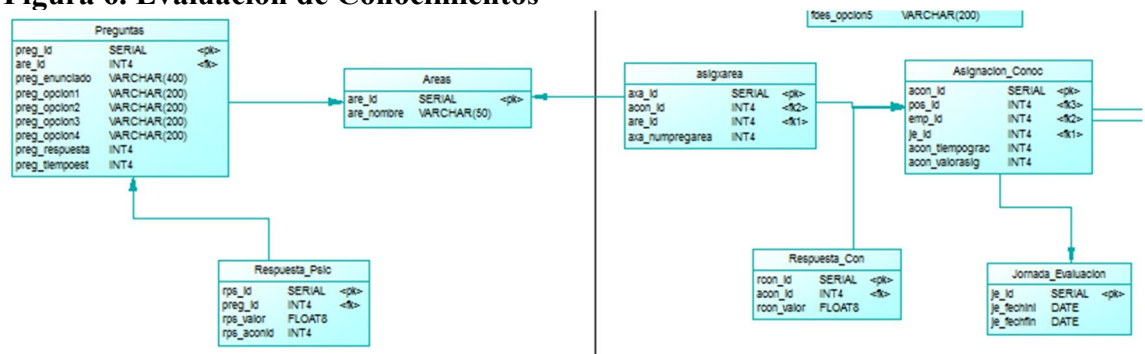 Figura 6. Evaluación de Conocimientos
fdes_opcion5 VARCHAR(200)
Preguntas
preg_id SERIAL <pk>
are_id INT4 <fk>
preg_enunciado VARCHAR(400)
preg_opcion1 VARCHAR(200)
preg_opcion2 VARCHAR(200)
preg_opcion3 VARCHAR(200)
preg_opcion4 VARCHAR(200)
preg_respuesta INT4
preg_tiempoest INT4
Areas
are_id SERIAL <pk>
are_nombre VARCHAR(50)
asigxarea
axa_id SERIAL <pk>
acon_id INT4 <fk2>
are_id INT4 <fk1>
axa_numpregarea INT4
Asignacion_Conoc
acon_id SERIAL <pk>
pos_id INT4 <fk3>
emp_id INT4 <fk2>
je_id INT4 <fk1>
acon_tiempograc INT4
acon_valorasig INT4
Respuesta_Psic
rps_id SERIAL <pk>
preg_id INT4 <fk>
rps_valor FLOAT8
rps_aconid INT4
Respuesta_Con
rcon_id SERIAL <pk>
acon_id INT4 <fk>
rcon_valor FLOAT8
Jornada_Evaluacion
je_id SERIAL <pk>
je_fechini DATE
je_fechfin DATE